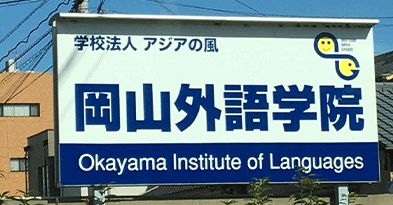 学校法人 アジアの風
岡山外語学院
Okayama Institute of Languages